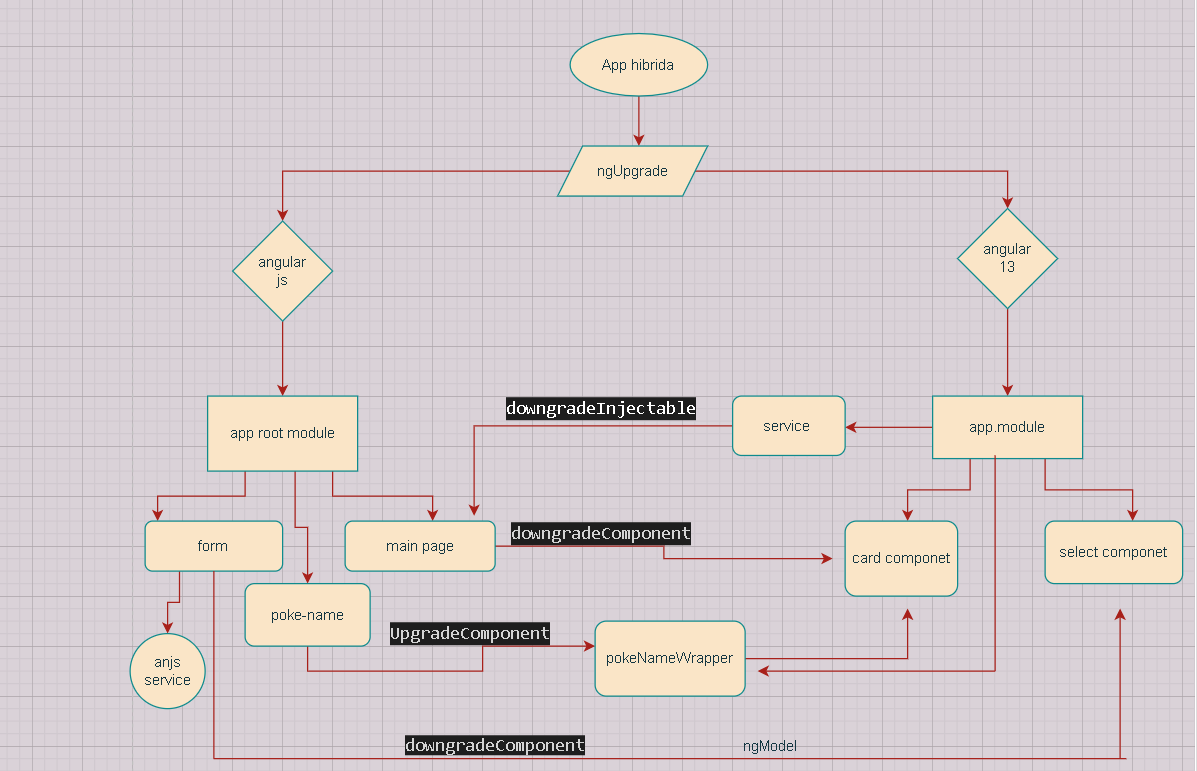 App hibrida
ngUpgrade
angular
js
angular
13
downgradeInjectable
service
app.module
app root module
form
main page
downgradeComponent
card componet
select componet
poke-name
UpgradeComponent
pokeNameWrapper
anjs
service
downgradeComponent
ngModel